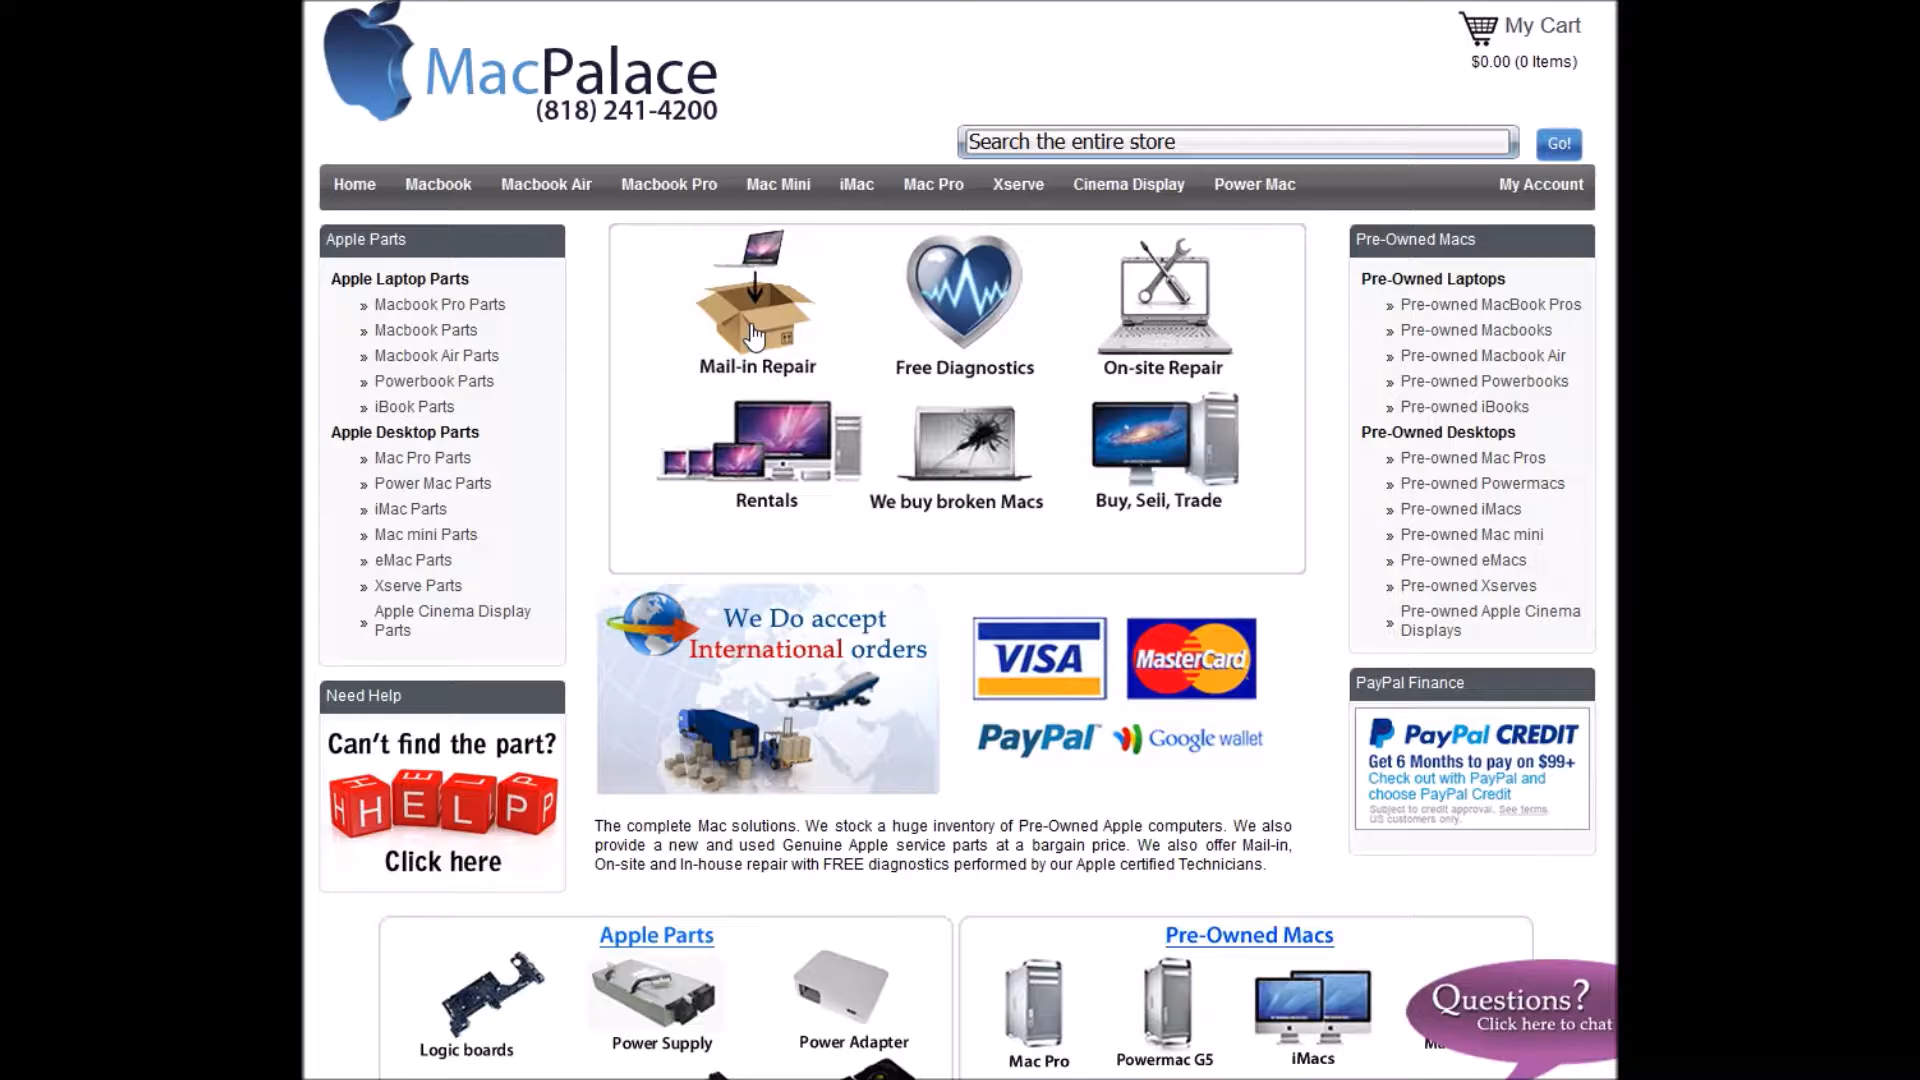 MacPalace
(818) 241-4200
My Cart
$0.00 (0 Items)
Search the entire store
Go!
Home Macbook Macbook Air Macbook Pro Mac Mini iMac Mac Pro Xserve Cinema Display Power Mac My Account
Apple Parts
Apple Laptop Parts
» Macbook Pro Parts
» Macbook Parts
» Macbook Air Parts
» Powerbook Parts
» iBook Parts
Apple Desktop Parts
» Mac Pro Parts
» Power Mac Parts
» iMac Parts
» Mac mini Parts
» eMac Parts
» Xserve Parts
» Apple Cinema Display
Parts
Need Help
Can't find the part?
HELP
Click here
Mail-in Repair
Free Diagnostics
On-site Repair
Rentals
We buy broken Macs
Buy, Sell, Trade
We Do accept
International orders
VISA
MasterCard
PayPal
Google wallet
The complete Mac solutions. We stock a huge inventory of Pre-Owned Apple computers. We also
provide a new and used Genuine Apple service parts at a bargain price. We also offer Mail-in,
On-site and In-house repair with FREE diagnostics performed by our Apple certified Technicians.
Pre-Owned Macs
Pre-Owned Laptops
» Pre-owned MacBook Pros
» Pre-owned Macbooks
» Pre-owned Macbook Air
» Pre-owned Powerbooks
» Pre-owned iBooks
Pre-Owned Desktops
» Pre-owned Mac Pros
» Pre-owned Powermacs
» Pre-owned iMacs
» Pre-owned Mac mini
» Pre-owned eMacs
» Pre-owned Xserves
» Pre-owned Apple Cinema
Displays
PayPal Finance
PayPal CREDIT
Get 6 Months to pay on $99+
Check out with PayPal and
choose PayPal Credit
Subject to credit approval. See terms.
US customers only.
Apple Parts
Logic boards
Power Supply
Power Adapter
Pre-Owned Macs
Mac Pro
Powermac G5
iMacs
Questions?
Click here to chat